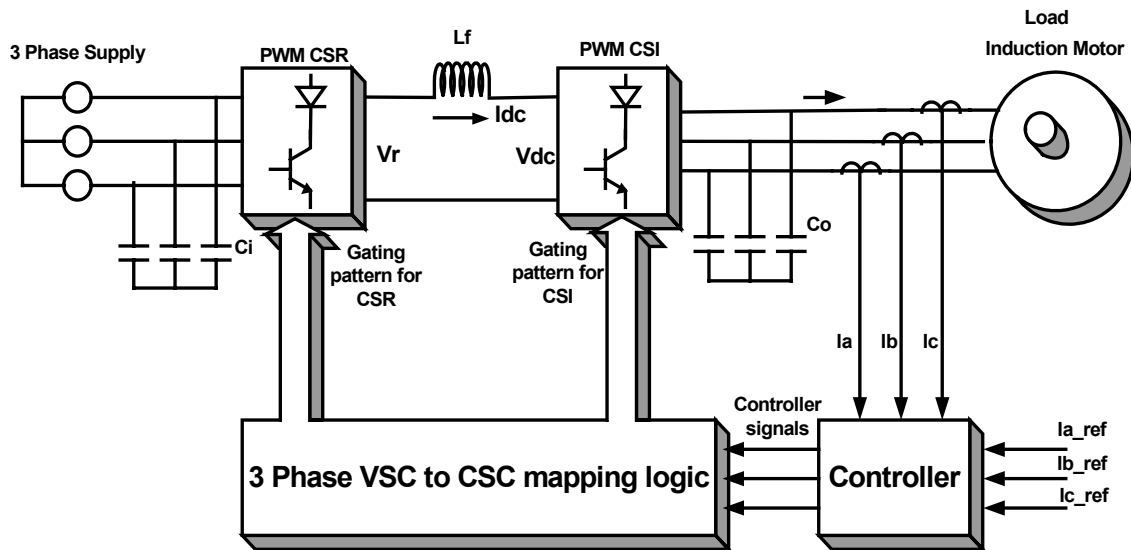 Load
Induction Motor
3 Phase Supply
PWM CSR
Lf
PWM CSI
Idc
Vr
Vdc
Ci
Co
Gating
pattern for
CSR
Gating
pattern for
CSI
Ia
Ib
Ic
Controller
signals
3 Phase VSC to CSC mapping logic
Controller
Ia_ref
Ib_ref
Ic_ref